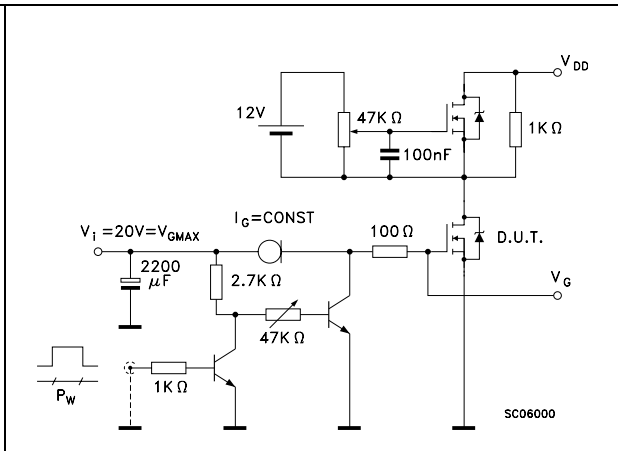 V DD
12V
47K Ω
1K Ω
100nF
I G =CONST
100 Ω
D.U.T.
V i =20V=V GMAX
2200
μF
2.7K Ω
47K Ω
V G
1K Ω
P W
SC06000